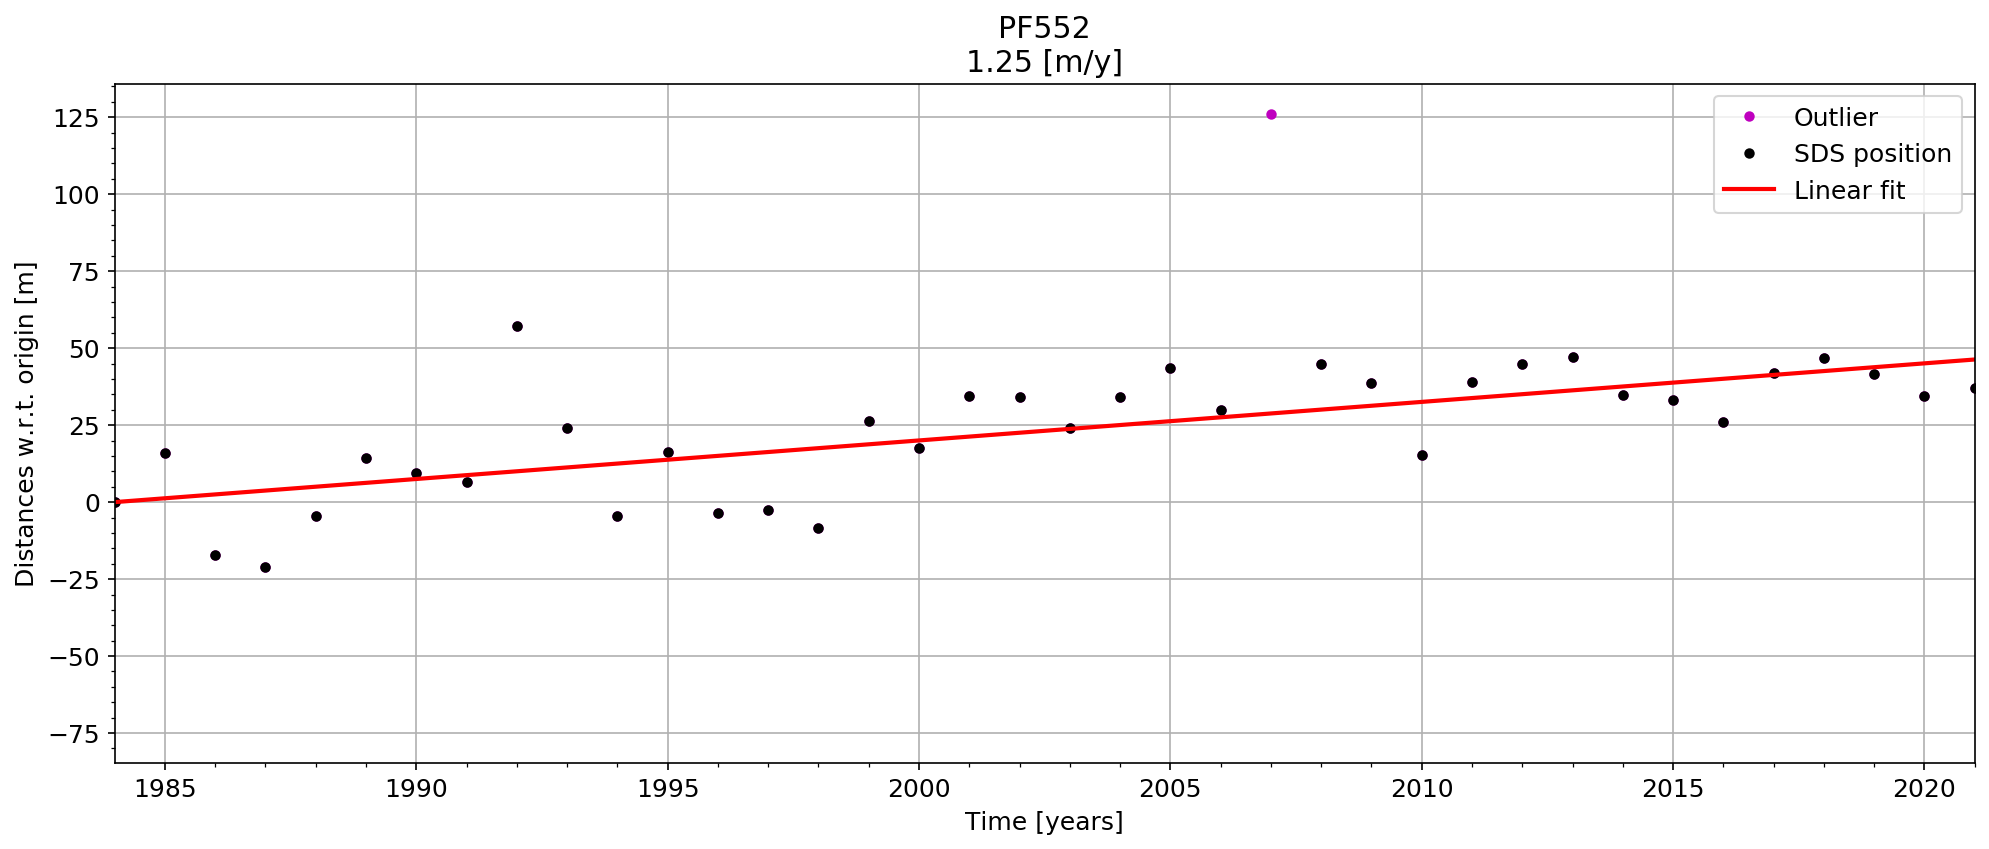 PF552
1.25 [m/y]
Distances w.r.t. origin [m]
125
100
75
50
25
0
−25
−50
−75
Outlier
SDS position
Linear fit
1985 1990 1995 2000 2005 2010 2015 2020
Time [years]